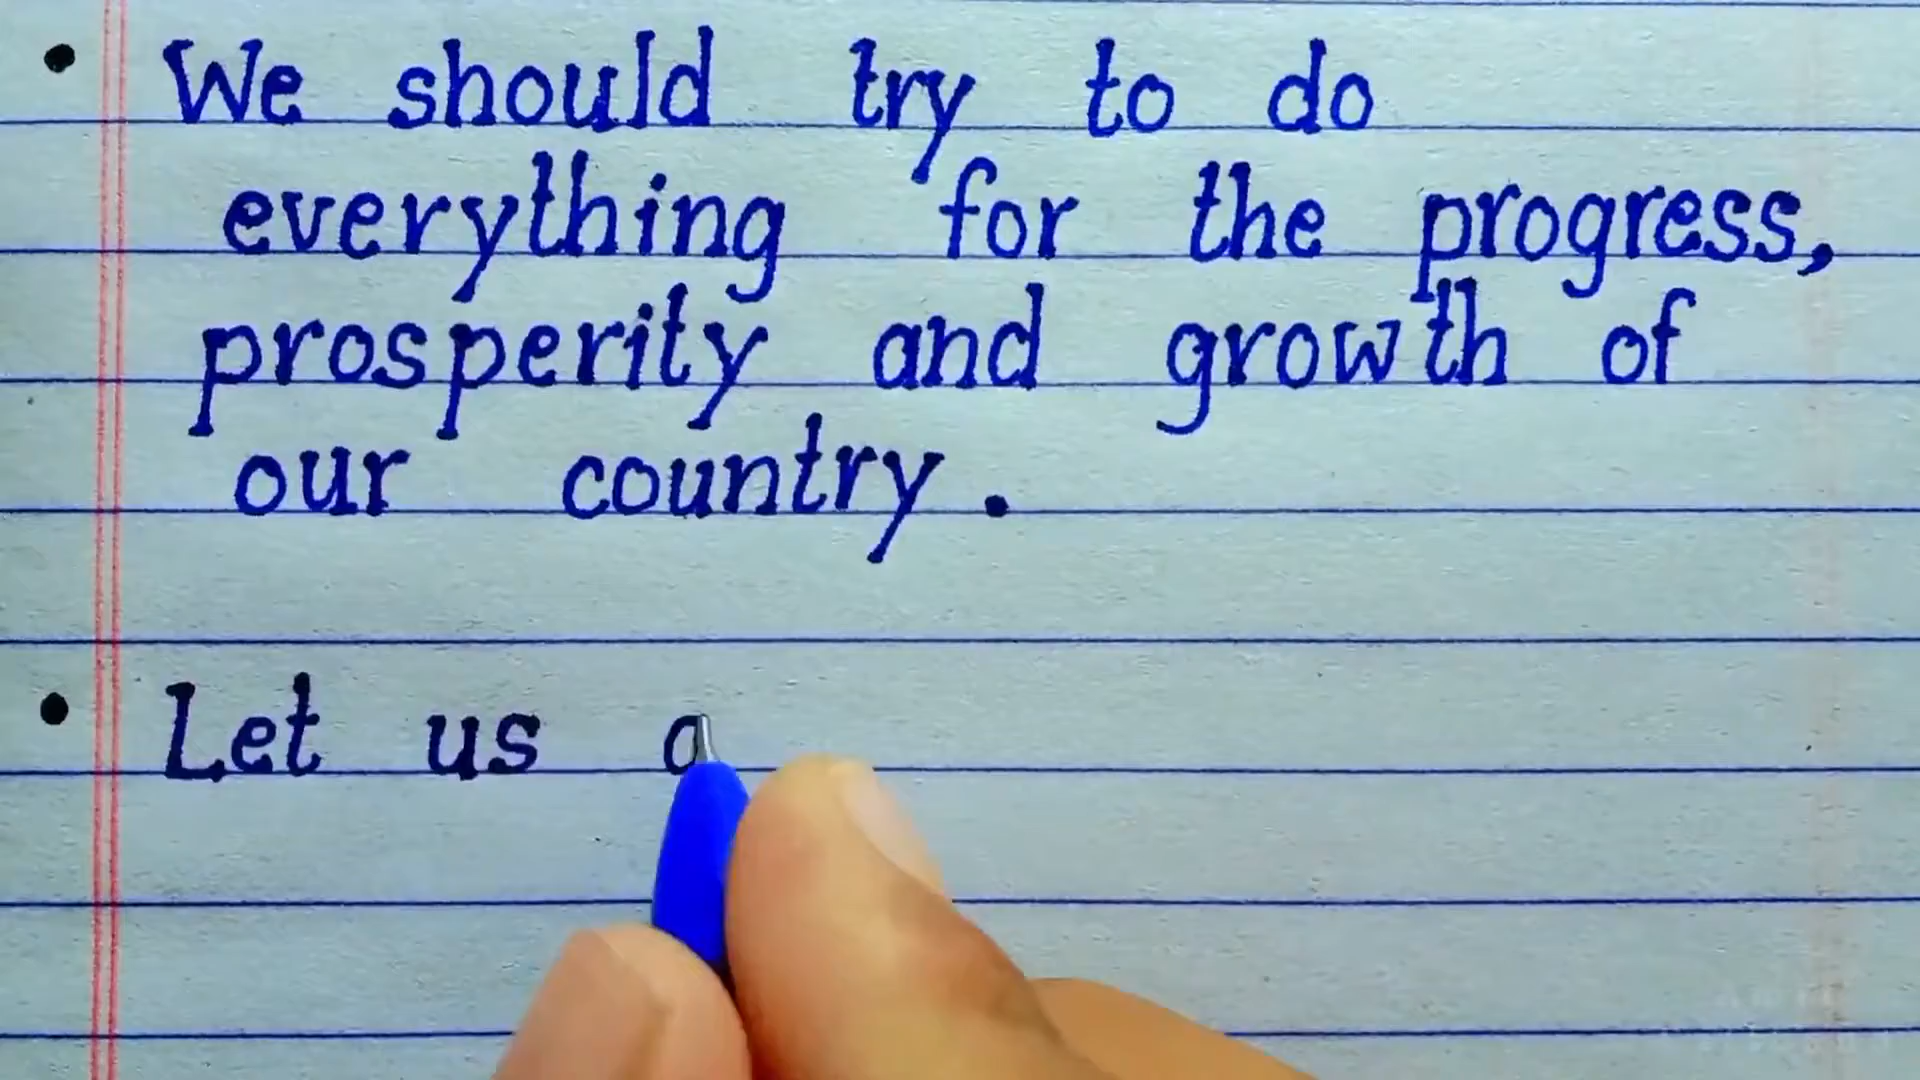 • We should try to do
everything for the progress,
prosperity and growth of
our country.
• Let us